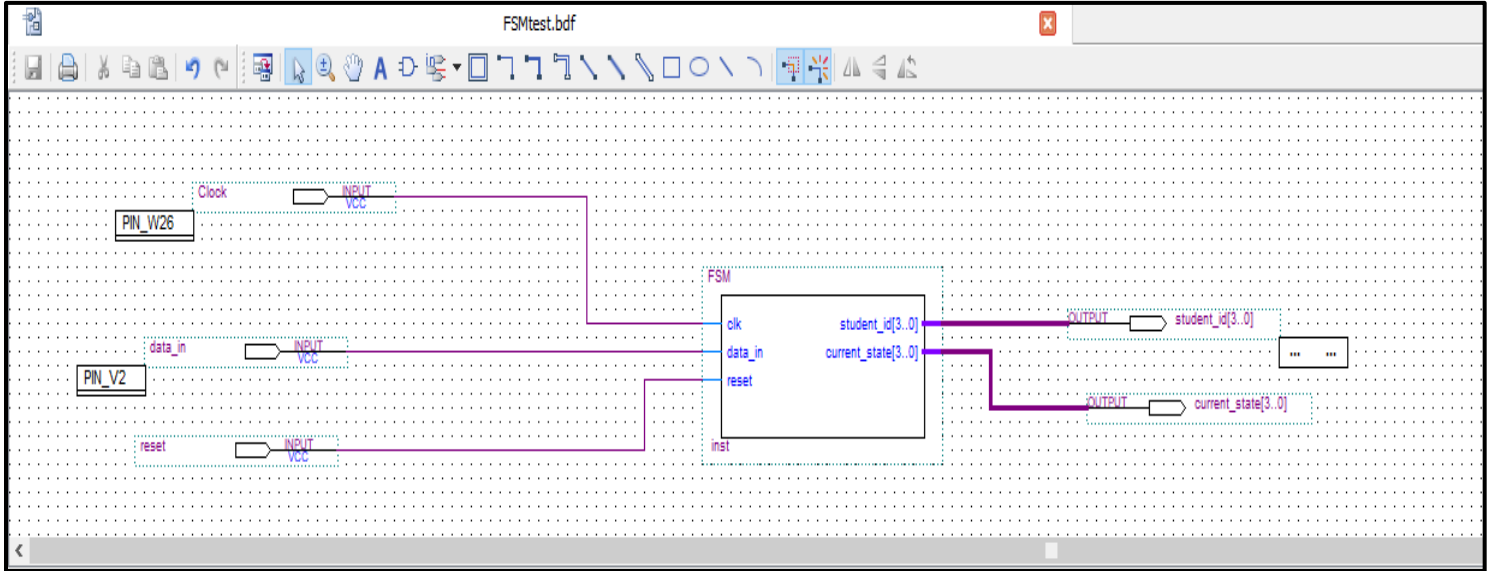 FSMtest.bdf
A
Clock
INPUT
VCC
PIN_W26
FSM
clk
student_id[3..0]
OUTPUT
student_id[3..0]
data_in
INPUT
VCC
data_in
current_state[3..0]
... ...
PIN_V2
reset
OUTPUT
current_state[3..0]
reset
INPUT
VCC
inst